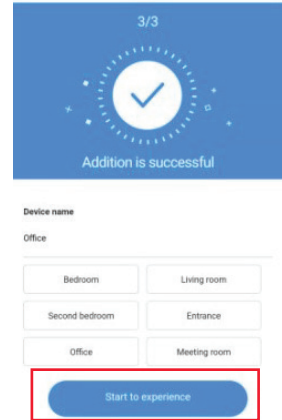 3/3
Addition is successful
Device name
Office
Bedroom Living room
Second bedroom Entrance
Office Meeting room
Start to experience